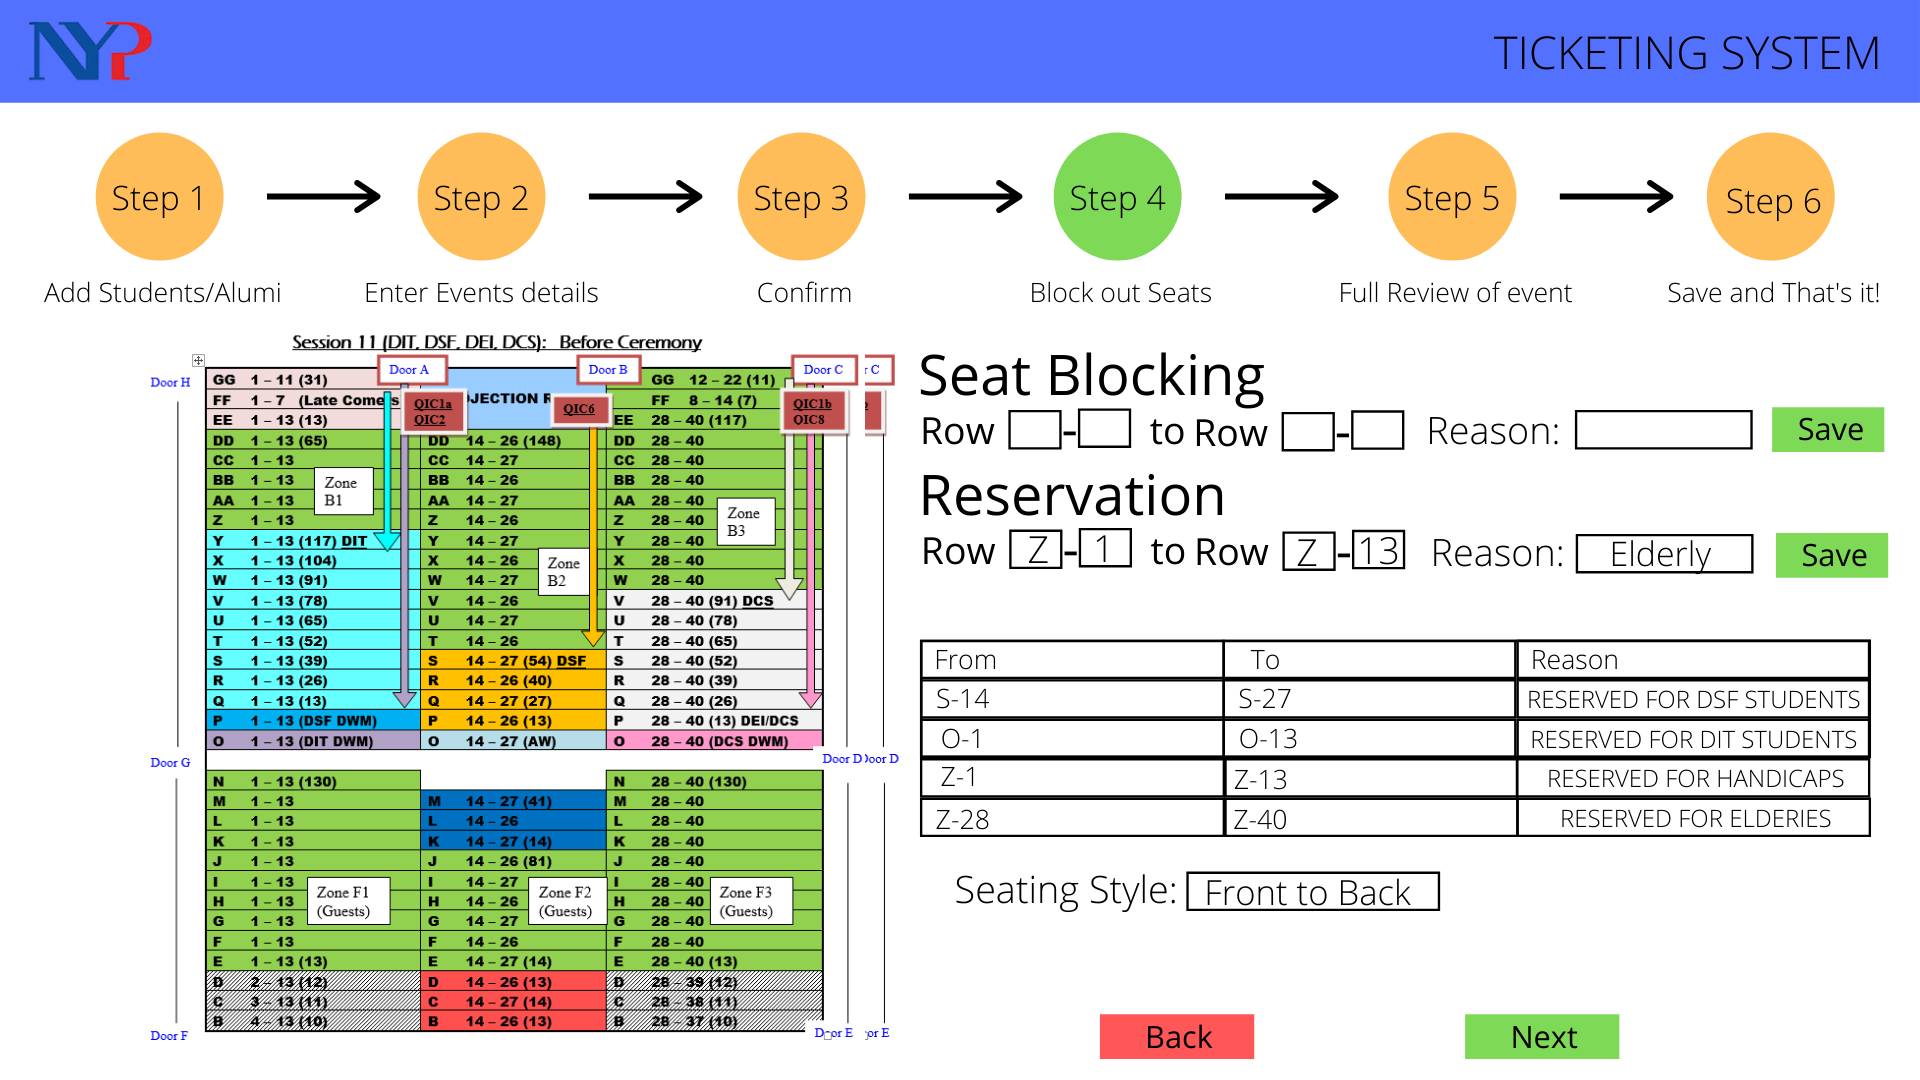 NYP
TICKETING SYSTEM
Step 1
Step 2
Step 3
Step 4
Step 5
Step 6
Add Students/Alumi
Enter Events details
Confirm
Block out Seats
Full Review of event
Save and That's it!
Session 11 (DIT, DSF, DEI, DCS): Before Ceremony
Door A
Door B
Door C
r C
Door H
GG 1 – 11 (31)
GG 12 – 22 (11)
FF 1 – 7 (Late Comers
FF 8 – 14 (7)
QIC1a
QIC2
QIC6
QIC1b
QIC8
EE 1 – 13 (13)
EE 28 – 40 (117)
DD 1 – 13 (65) DD 14 – 26 (148) DD 28 – 40
CC 1 – 13 CC 14 – 27 CC 28 – 40
BB 1 – 13 BB 14 – 26 BB 28 – 40
AA 1 – 13 AA 14 – 27 AA 28 – 40
Z 1 – 13 Z 14 – 26 Z 28 – 40
Zone
B1
Zone
B3
Y 1 – 13 (117) DIT Y 14 – 27 Y 28 – 40
X 1 – 13 (104) X 14 – 26 X 28 – 40
W 1 – 13 (91) W 14 – 27 W 28 – 40
Zone
B2
V 1 – 13 (78) V 14 – 26 V 28 – 40 (91) DCS
U 1 – 13 (65) U 14 – 27 U 28 – 40 (78)
T 1 – 13 (52) T 14 – 26 T 28 – 40 (65)
S 1 – 13 (39) S 14 – 27 (54) DSF S 28 – 40 (52)
R 1 – 13 (26) R 14 – 26 (40) R 28 – 40 (39)
Q 1 – 13 (13) Q 14 – 27 (27) Q 28 – 40 (26)
P 1 – 13 (DSF DWM) P 14 – 26 (13) P 28 – 40 (13) DEI/DCS
O 1 – 13 (DIT DWM) O 14 – 27 (AW) O 28 – 40 (DCS DWM)
Door G
Door D
Door D
N 1 – 13 (130) N 28 – 40 (130)
M 1 – 13 M 14 – 27 (41) M 28 – 40
L 1 – 13 L 14 – 26 L 28 – 40
K 1 – 13 K 14 – 27 (14) K 28 – 40
J 1 – 13 J 14 – 26 (81) J 28 – 40
I 1 – 13 I 14 – 27 I 28 – 40
H 1 – 13 H 14 – 26 H 28 – 40
G 1 – 13 G 14 – 27 G 28 – 40
Zone F1
(Guests)
Zone F2
(Guests)
Zone F3
(Guests)
F 1 – 13 F 14 – 26 F 28 – 40
E 1 – 13 (13) E 14 – 27 (14) E 28 – 40 (13)
D 2 – 13 (12) D 14 – 26 (13) D 28 – 39 (12)
C 3 – 13 (11) C 14 – 27 (14) C 28 – 38 (11)
B 4 – 13 (10) B 14 – 26 (13) B 28 – 37 (10)
Door F
Door E
or E
Seat Blocking
Row - to Row - Reason: Save
Reservation
Row Z - 1 to Row Z - 13 Reason: Elderly Save
From To Reason
S-14 S-27 RESERVED FOR DSF STUDENTS
O-1 O-13 RESERVED FOR DIT STUDENTS
Z-1 Z-13 RESERVED FOR HANDICAPS
Z-28 Z-40 RESERVED FOR ELDERIES
Seating Style: Front to Back
Back
Next